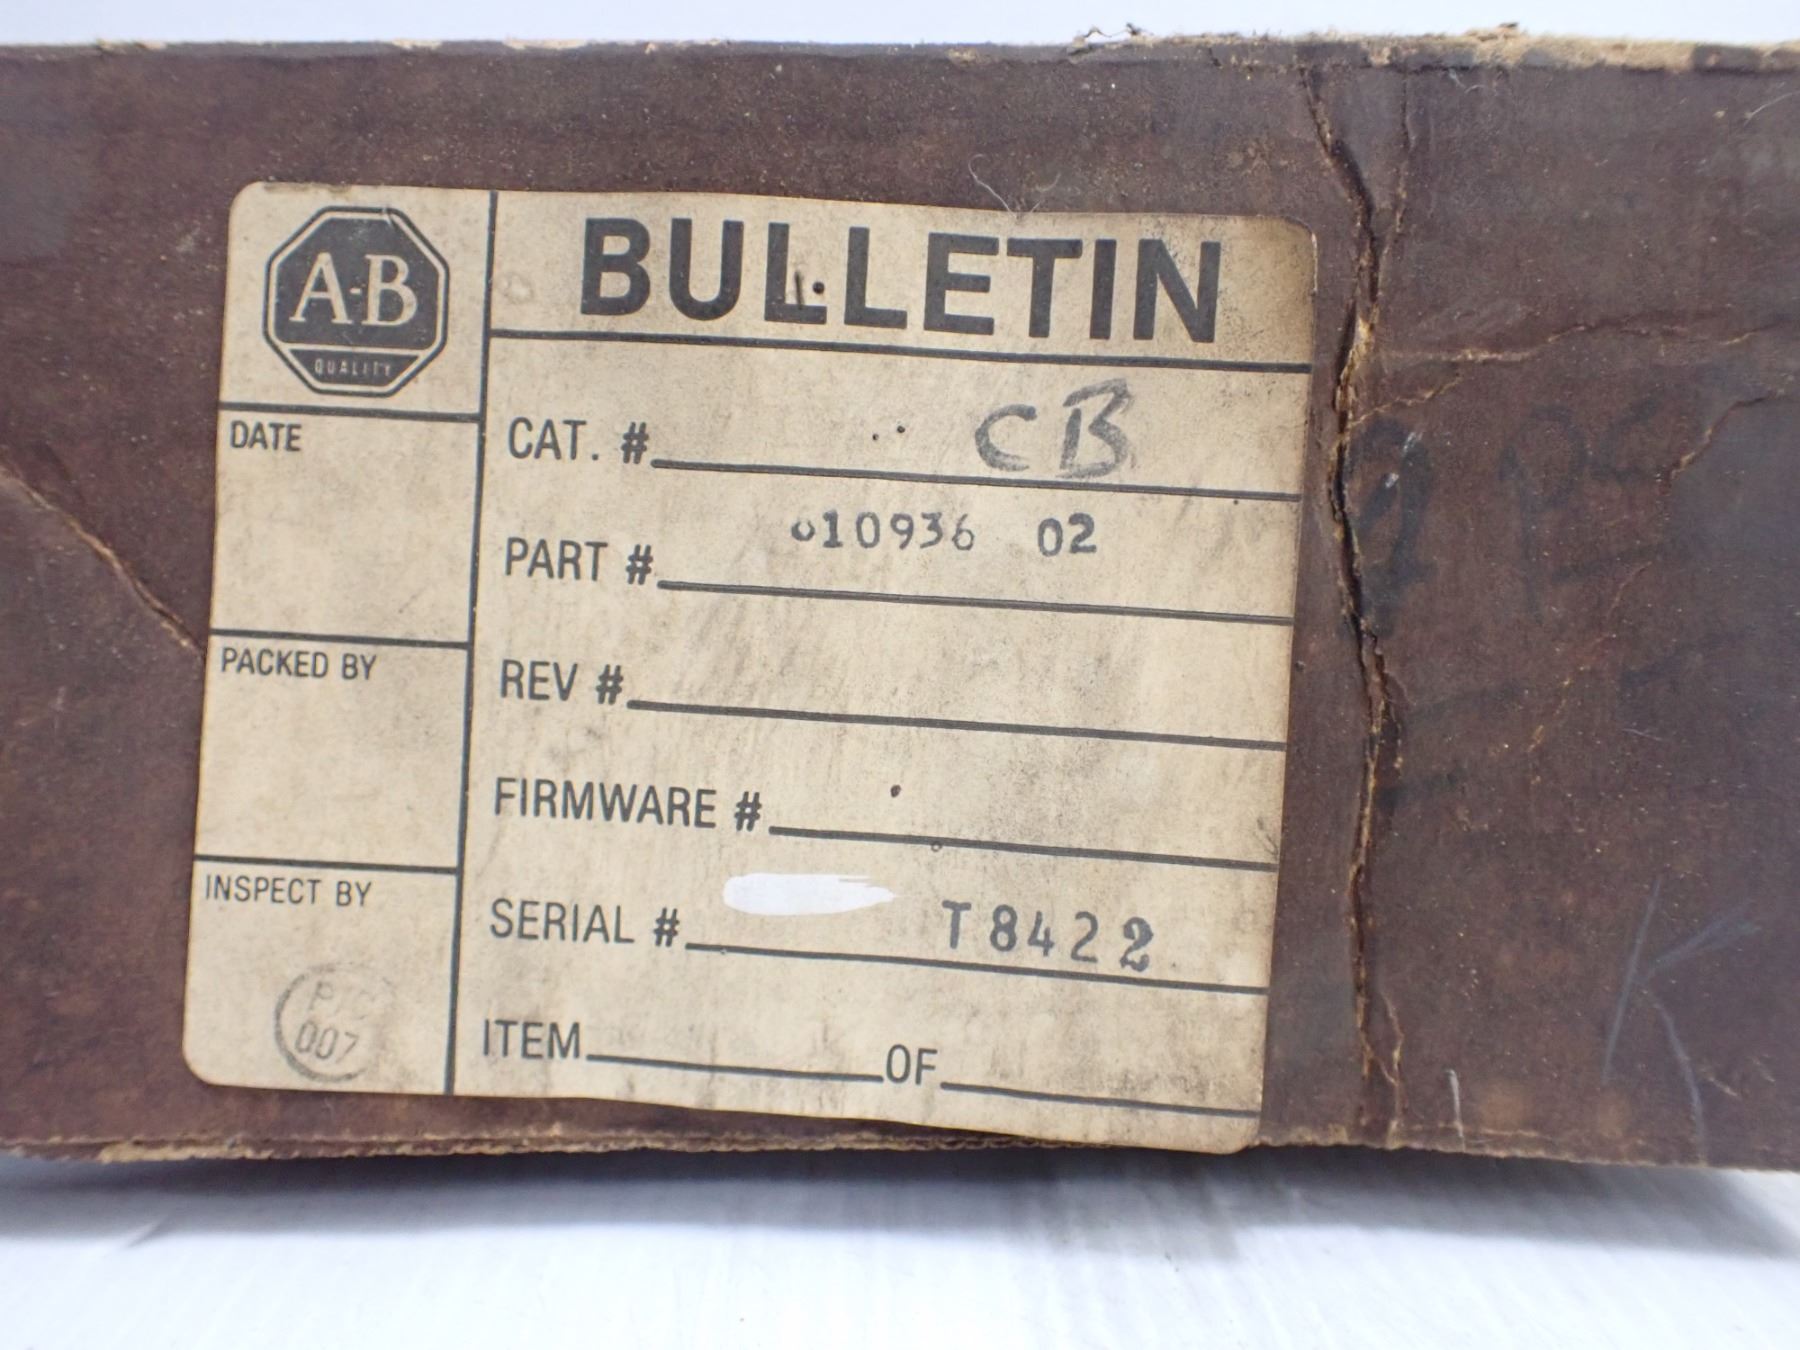 A-B
QUALITY
BULLETIN
DATE
CAT. # CB
PART # 010936 02
PACKED BY
REV #
FIRMWARE #
INSPECT BY
SERIAL # T8422
007
ITEM OF
K